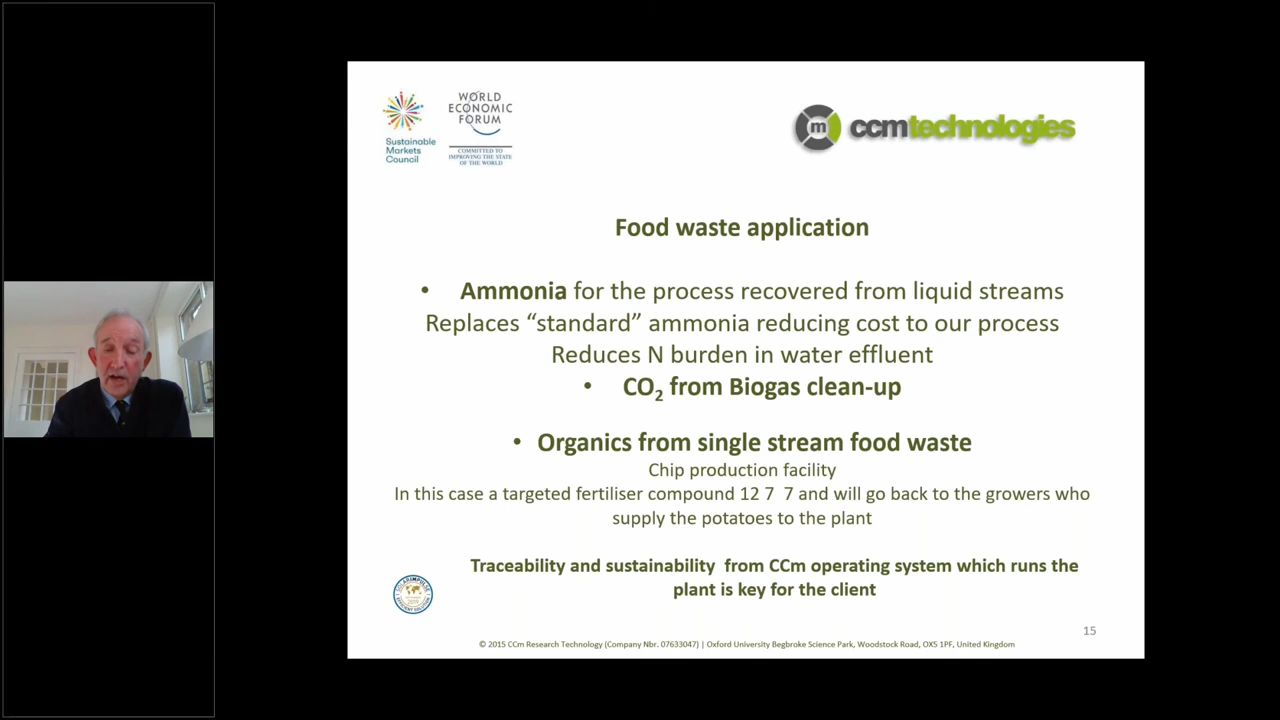 Sustainable
Markets
Council
WORLD
ECONOMIC
FORUM
COMMITTED TO
IMPROVING THE STATE
OF THE WORLD
m ccmtechnologies
Food waste application
• Ammonia for the process recovered from liquid streams
Replaces “standard” ammonia reducing cost to our process
Reduces N burden in water effluent
• CO₂ from Biogas clean-up
• Organics from single stream food waste
Chip production facility
In this case a targeted fertiliser compound 12 7 7 and will go back to the growers who
supply the potatoes to the plant
Traceability and sustainability from CCm operating system which runs the
plant is key for the client
SOLARIMPULSE
EFFICIENT SOLUTION
15
© 2015 CCm Research Technology (Company Nbr. 07633047) | Oxford University Begbroke Science Park, Woodstock Road, OX5 1PF, United Kingdom